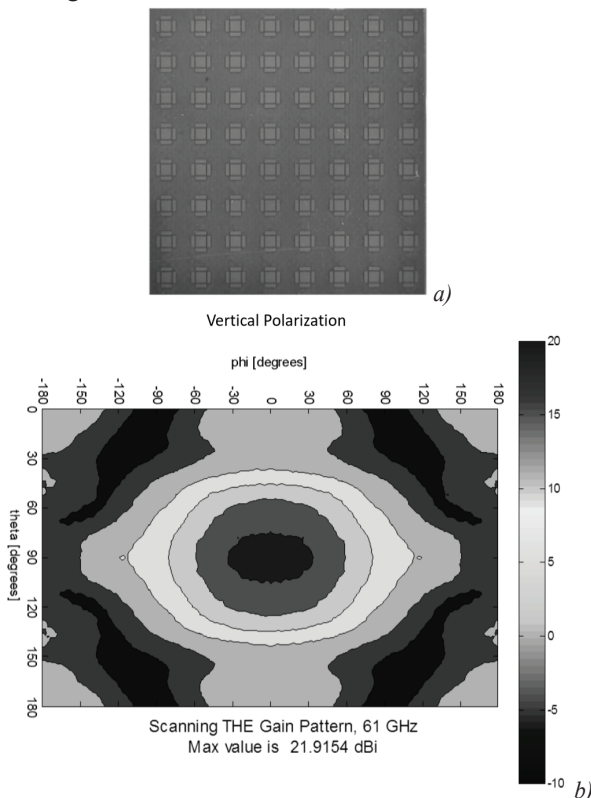 a)
Vertical Polarization
phi [degrees]
-180 -150 -120 -90 -60 -30 0 30 60 90 120 150 180
0
30
60
90
120
150
180
theta [degrees]
20
15
10
5
0
-5
-10
Scanning THE Gain Pattern, 61 GHz
Max value is 21.9154 dBi
b)